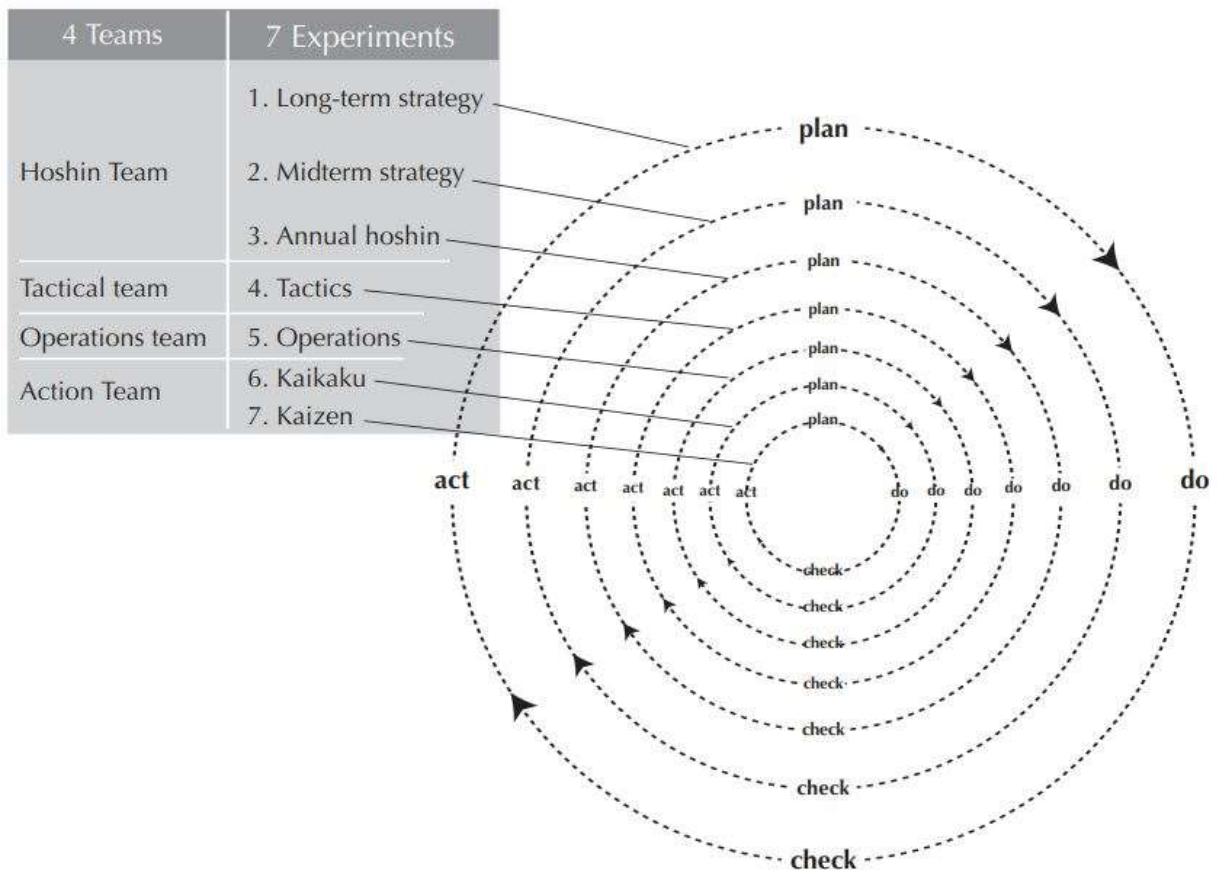 4 Teams
7 Experiments
Hoshin Team
1. Long-term strategy
2. Midterm strategy
3. Annual hoshin
Tactical team
4. Tactics
Operations team
5. Operations
Action Team
6. Kaikaku
7. Kaizen
plan
plan
plan
plan
plan
plan
plan
act act act act act act act do do do do do do do
check
check
check
check
check
check
check